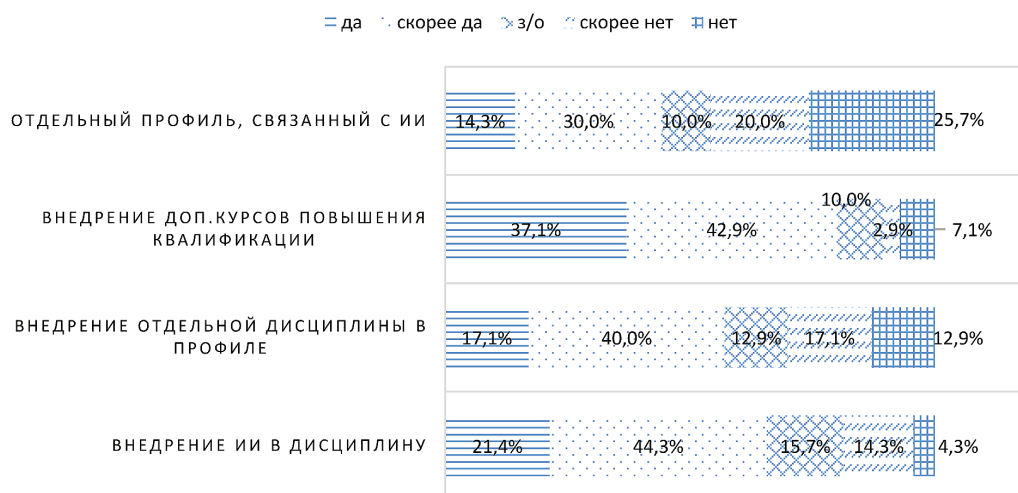 да скорее да з/о скорее нет нет
ОТДЕЛЬНЫЙ ПРОФИЛЬ, СВЯЗАННЫЙ С ИИ
14,3% 30,0% 10,0% 20,0% 25,7%
ВНЕДРЕНИЕ ДОП.КУРСОВ ПОВЫШЕНИЯ
КВАЛИФИКАЦИИ
37,1% 42,9% 10,0% 2,9% 7,1%
ВНЕДРЕНИЕ ОТДЕЛЬНОЙ ДИСЦИПЛИНЫ В
ПРОФИЛЕ
17,1% 40,0% 12,9% 17,1% 12,9%
ВНЕДРЕНИЕ ИИ В ДИСЦИПЛИНУ
21,4% 44,3% 15,7% 14,3% 4,3%